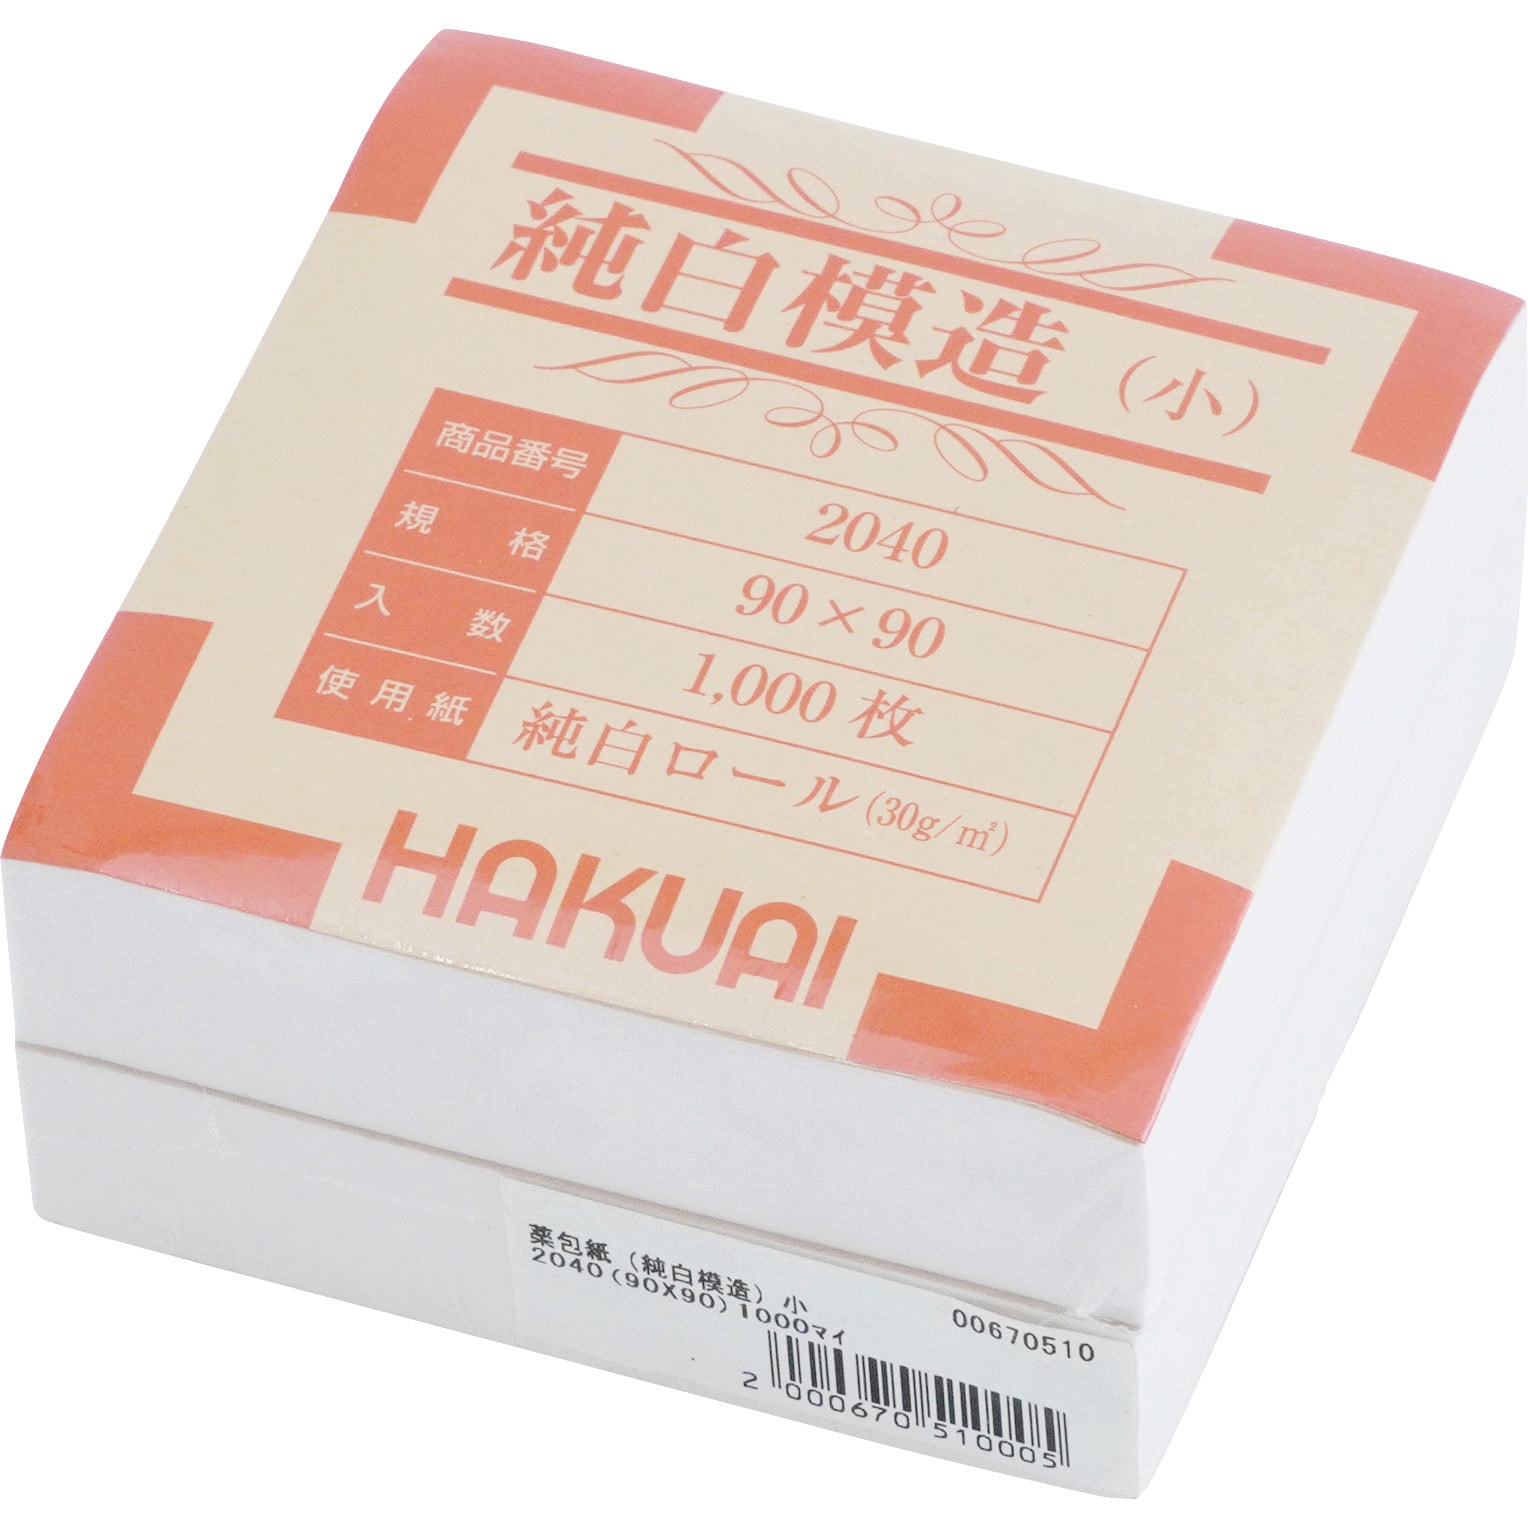 純白模造（小）
商品番号 2040
規格 90×90
入数 1,000枚
使用紙 純白ロール(30g/㎡)
HAKUAI
薬包紙（純白模造）小
2040(90X90)1000マイ
00670510
2 000670 510005